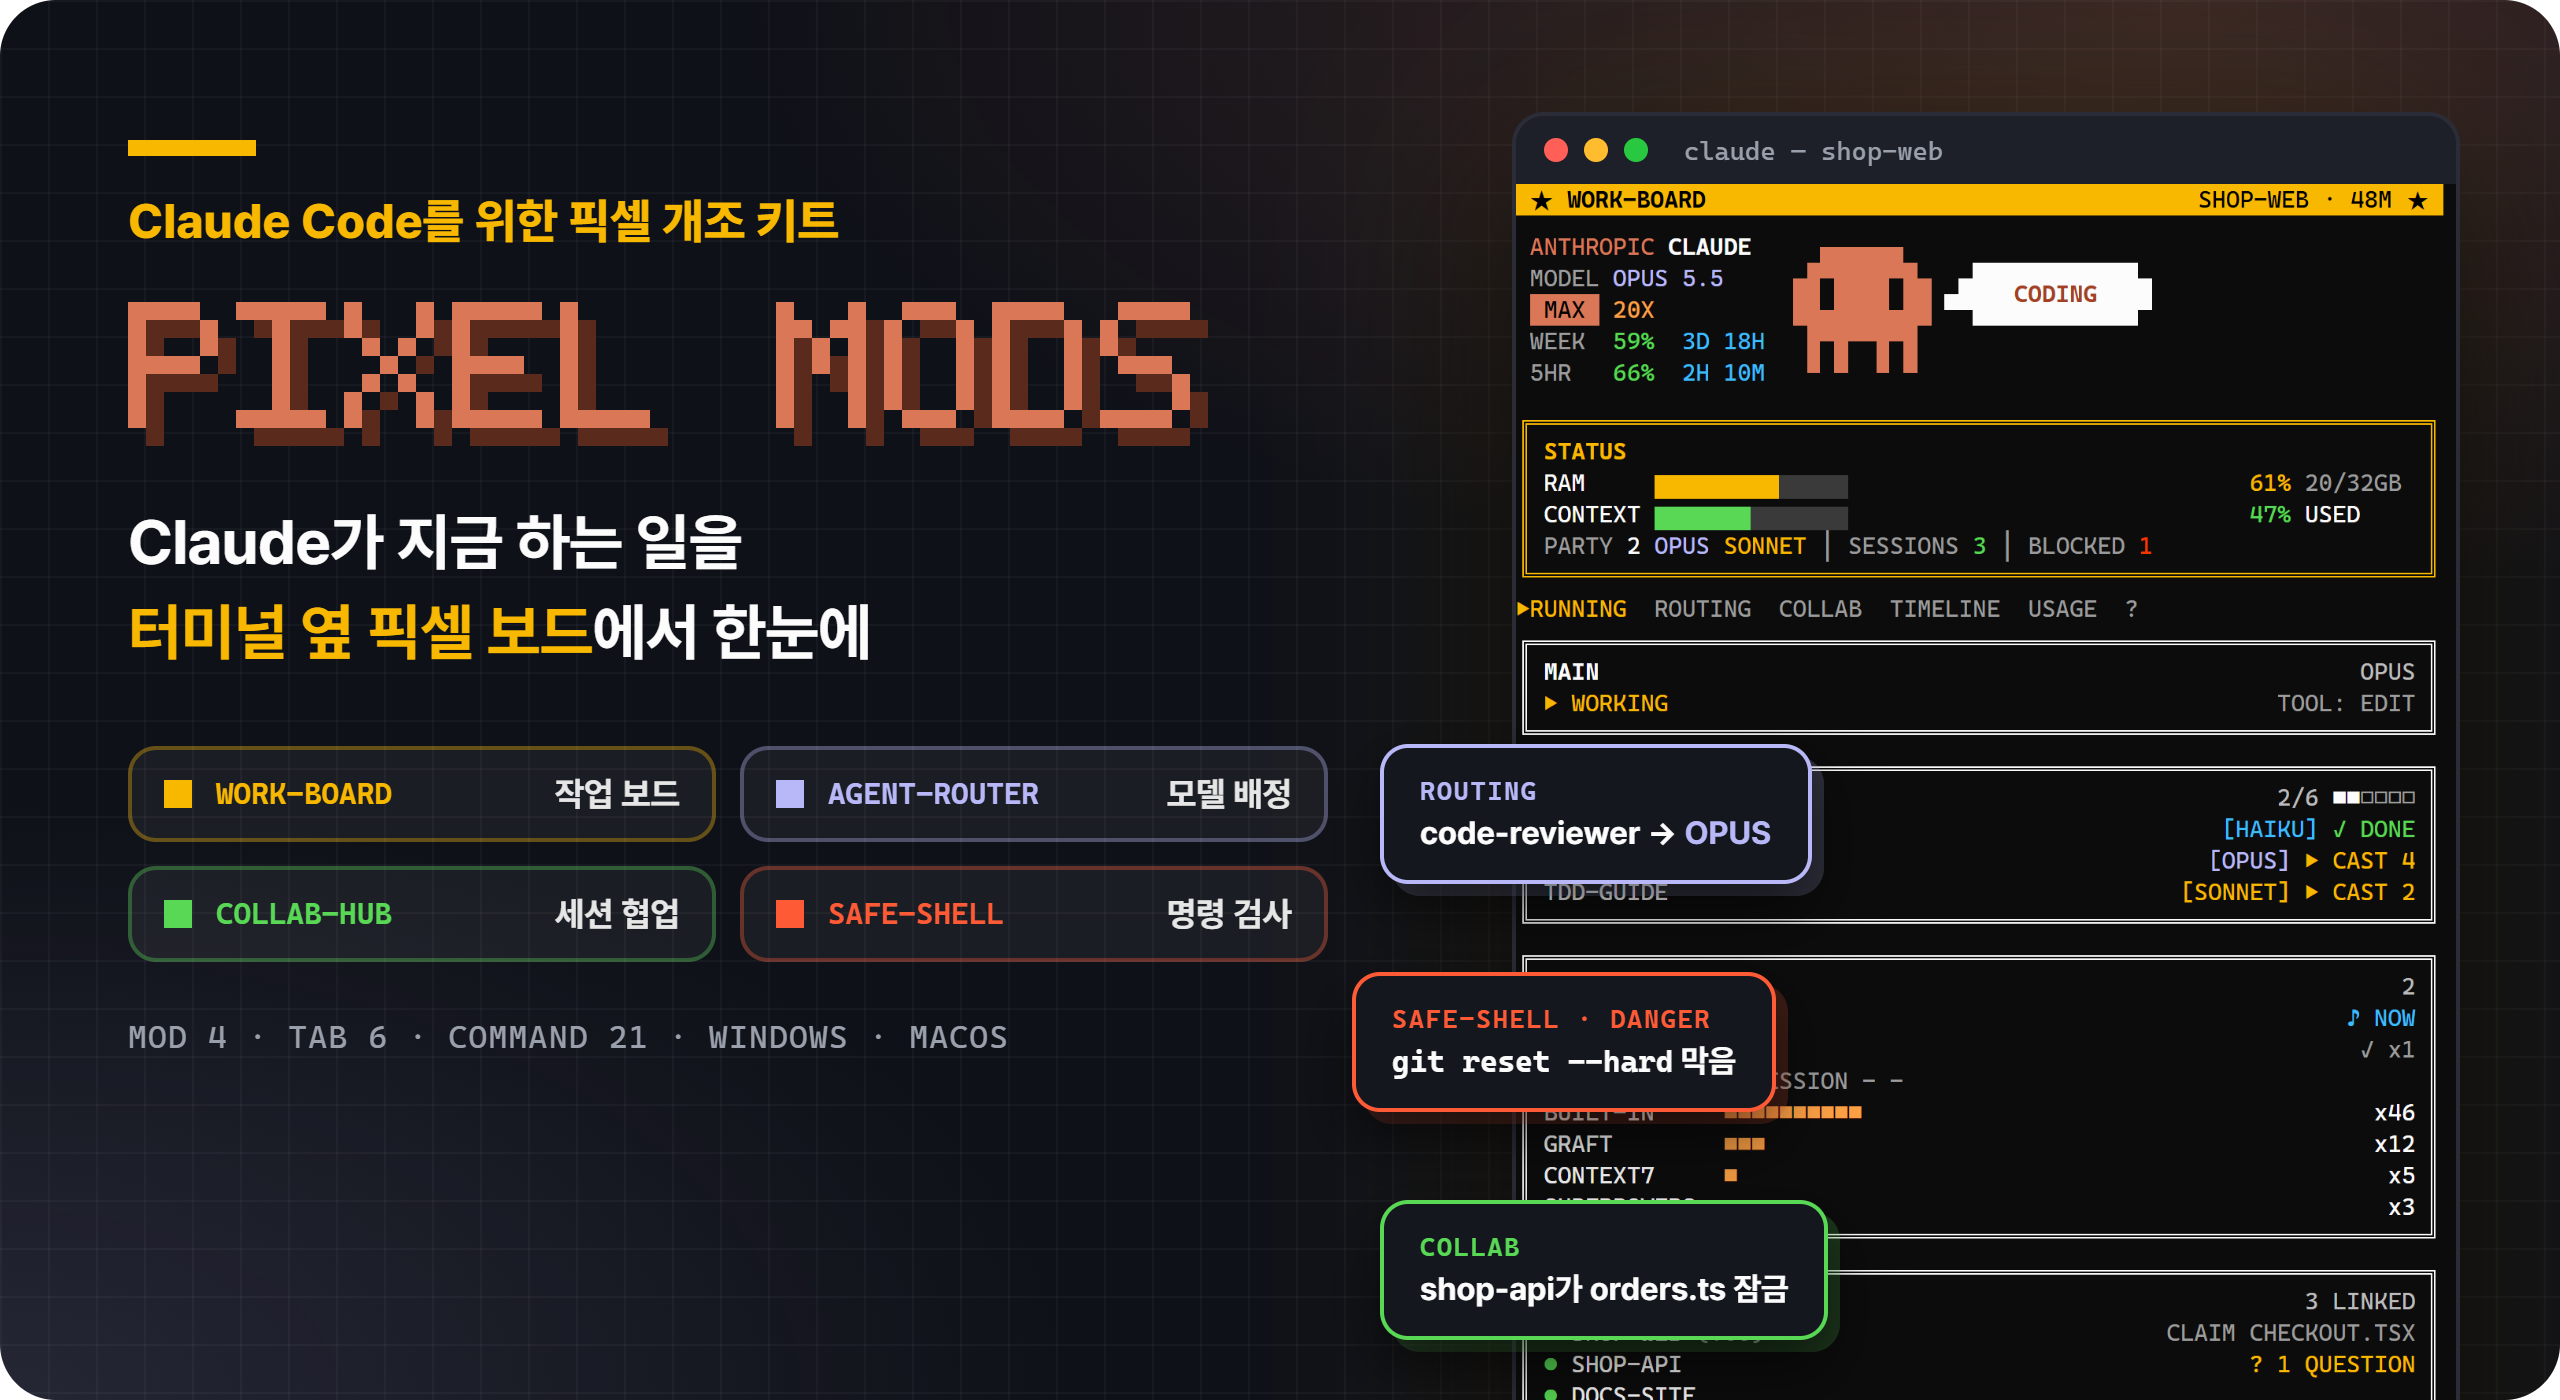 Claude Code를 위한 픽셀 개조 키트
PIXEL MODS
Claude가 지금 하는 일을
터미널 옆 픽셀 보드에서 한눈에
WORK-BOARD 작업 보드
AGENT-ROUTER 모델 배정
COLLAB-HUB 세션 협업
SAFE-SHELL 명령 검사
MOD 4 · TAB 6 · COMMAND 21 · WINDOWS · MACOS
claude — shop-web
★ WORK-BOARD SHOP-WEB · 48M ★
ANTHROPIC CLAUDE
MODEL OPUS 5.5
MAX 20X
WEEK 59% 3D 18H
5HR 66% 2H 10M
CODING
STATUS
RAM 61% 20/32GB
CONTEXT 47% USED
PARTY 2 OPUS SONNET │ SESSIONS 3 │ BLOCKED 1
▶RUNNING ROUTING COLLAB TIMELINE USAGE ?
MAIN OPUS
▶ WORKING TOOL: EDIT
ROUTING
code-reviewer → OPUS
2/6 ■■□□□□
[HAIKU] √ DONE
[OPUS] ▶ CAST 4
TDD-GUIDE [SONNET] ▶ CAST 2
SAFE-SHELL · DANGER
git reset --hard 막음
2
♪ NOW
√ x1
SSION - -
BUILT-IN x46
GRAFT x12
CONTEXT7 x5
x3
COLLAB
shop-api가 orders.ts 잠금
3 LINKED
CLAIM CHECKOUT.TSX
● SHOP-API ? 1 QUESTION
● DOCS-SITE